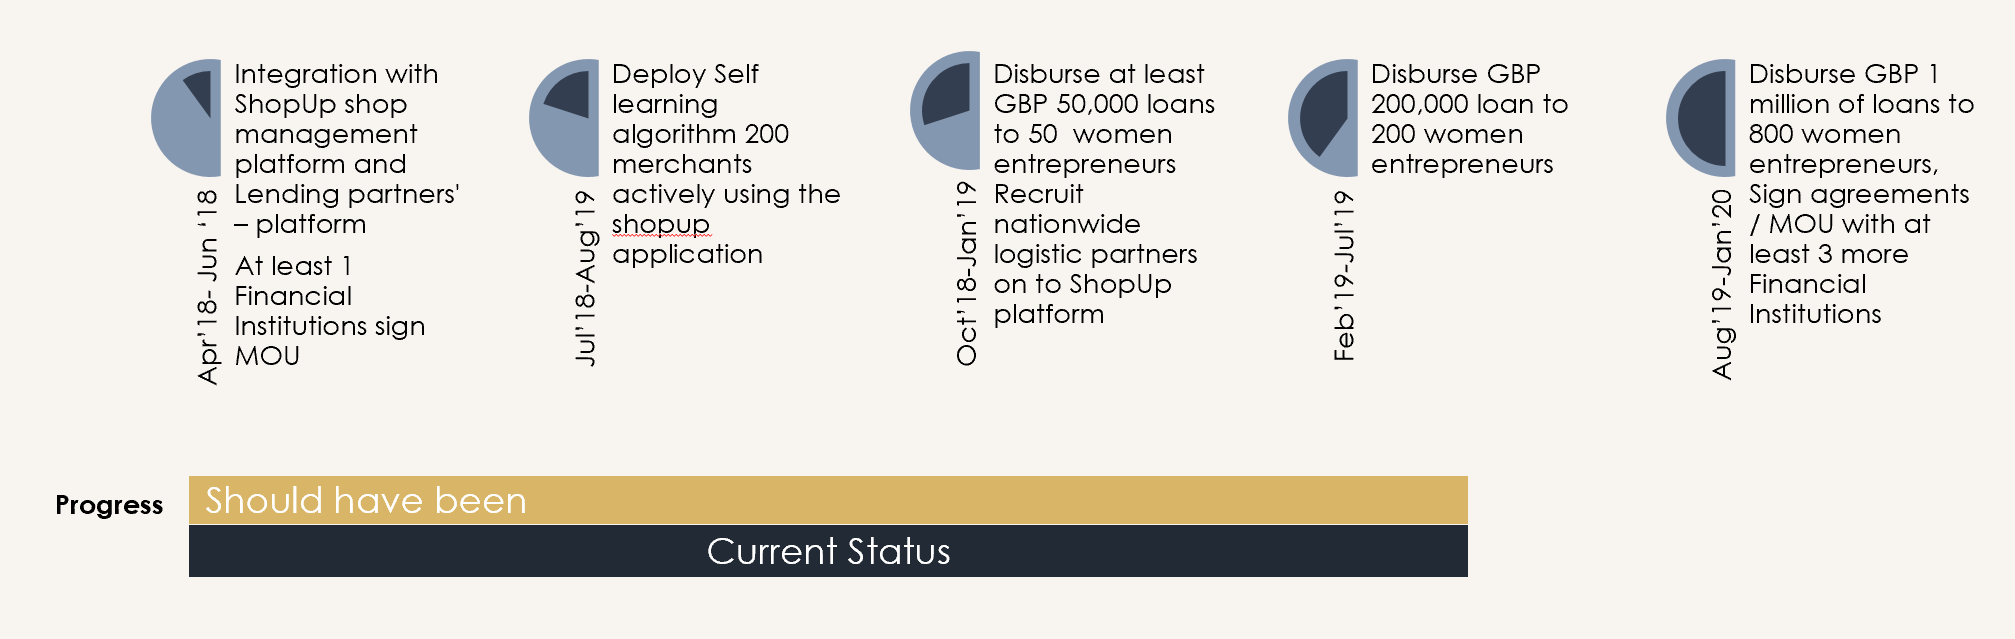 Integration with
ShopUp shop
management
platform and
Lending partners'
– platform
At least 1
Financial
Institutions sign
MOU
Apr'18- Jun ‘18
Deploy Self
learning
algorithm 200
merchants
actively using the
shopup
application
Jul’18-Aug’19
Disburse at least
GBP 50,000 loans
to 50  women
entrepreneurs
Recruit
nationwide
logistic partners
on to ShopUp
platform
Oct’18-Jan’19
Disburse GBP
200,000 loan to
200 women
entrepreneurs
Feb’19-Jul’19
Disburse GBP 1
million of loans to
800 women
entrepreneurs,
Sign agreements
/ MOU with at
least 3 more
Financial
Institutions
Aug’19-Jan’20
Progress
Should have been
Current Status